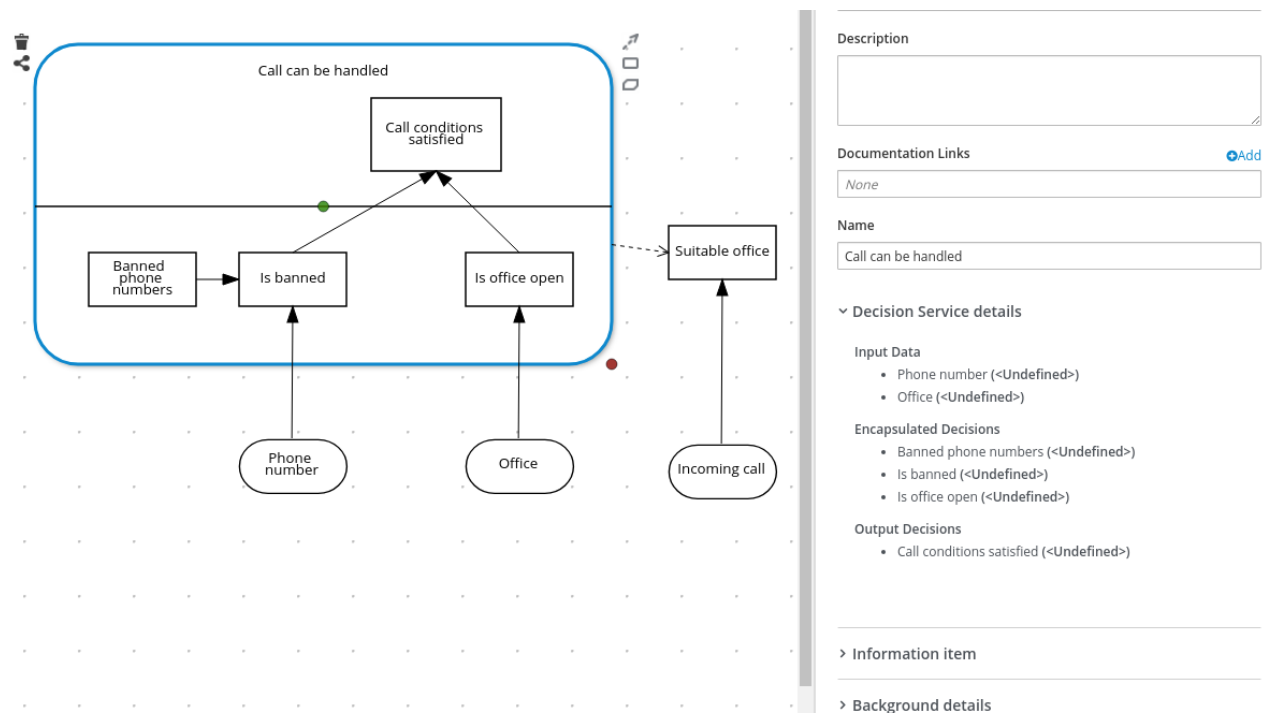 Call can be handled
Call conditions
satisfied
Banned
phone
numbers
Is banned
Is office open
Suitable office
Phone
number
Office
Incoming call
Description
Documentation Links
Add
None
Name
Call can be handled
Decision Service details
Input Data
Phone number (<Undefined>)
Office (<Undefined>)
Encapsulated Decisions
Banned phone numbers (<Undefined>)
Is banned (<Undefined>)
Is office open (<Undefined>)
Output Decisions
Call conditions satisfied (<Undefined>)
Information item
Background details